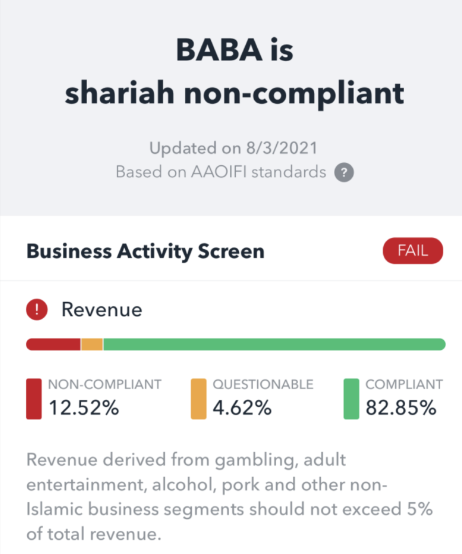 BABA is
shariah non-compliant
Updated on 8/3/2021
Based on AAOIFI standards ?
Business Activity Screen FAIL
! Revenue
NON-COMPLIANT QUESTIONABLE COMPLIANT
12.52% 4.62% 82.85%
Revenue derived from gambling, adult
entertainment, alcohol, pork and other non-
Islamic business segments should not exceed 5%
of total revenue.